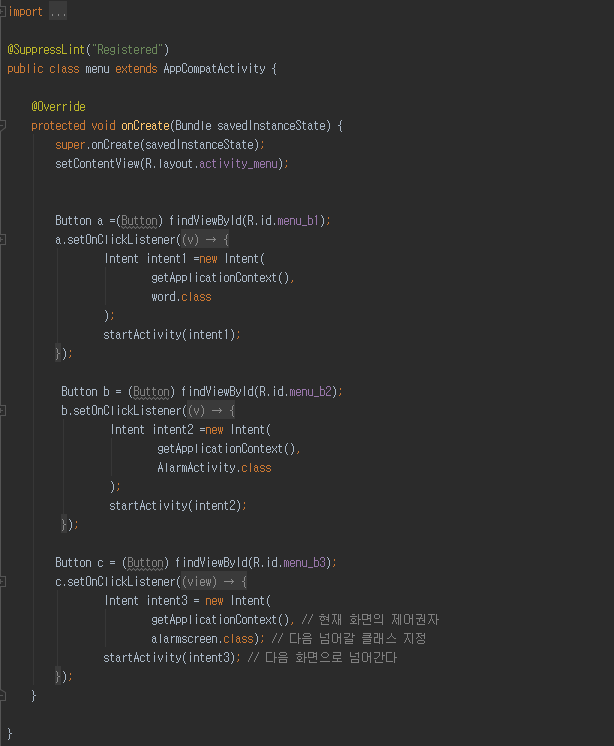 import ...
@SuppressLint("Registered")
public class menu extends AppCompatActivity {
@Override
protected void onCreate(Bundle savedInstanceState) {
super.onCreate(savedInstanceState);
setContentView(R.layout.activity_menu);
Button a =(Button) findViewById(R.id.menu_b1);
a.setOnClickListener((v) → {
Intent intent1 =new Intent(
getApplicationContext(),
word.class
);
startActivity(intent1);
});
Button b = (Button) findViewById(R.id.menu_b2);
b.setOnClickListener((v) → {
Intent intent2 =new Intent(
getApplicationContext(),
AlarmActivity.class
);
startActivity(intent2);
});
Button c = (Button) findViewById(R.id.menu_b3);
c.setOnClickListener((view) → {
Intent intent3 = new Intent(
getApplicationContext(), // 현재 화면의 제어권자
alarmscreen.class); // 다음 넘어갈 클래스 지정
startActivity(intent3); // 다음 화면으로 넘어간다
});
}
}